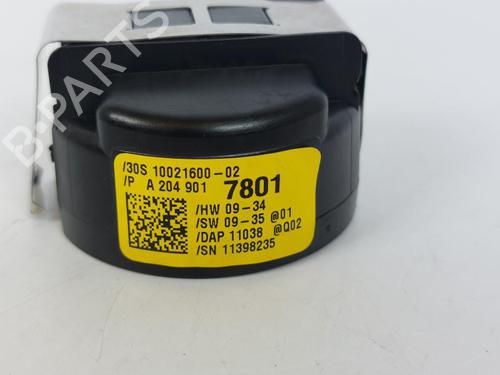 B-PARTS
/30S 10021600-02
/P A 204 901 7801
/HW 09-34
/SW 09-35 @01
/DAP 11038 @Q02
/SN 11398235